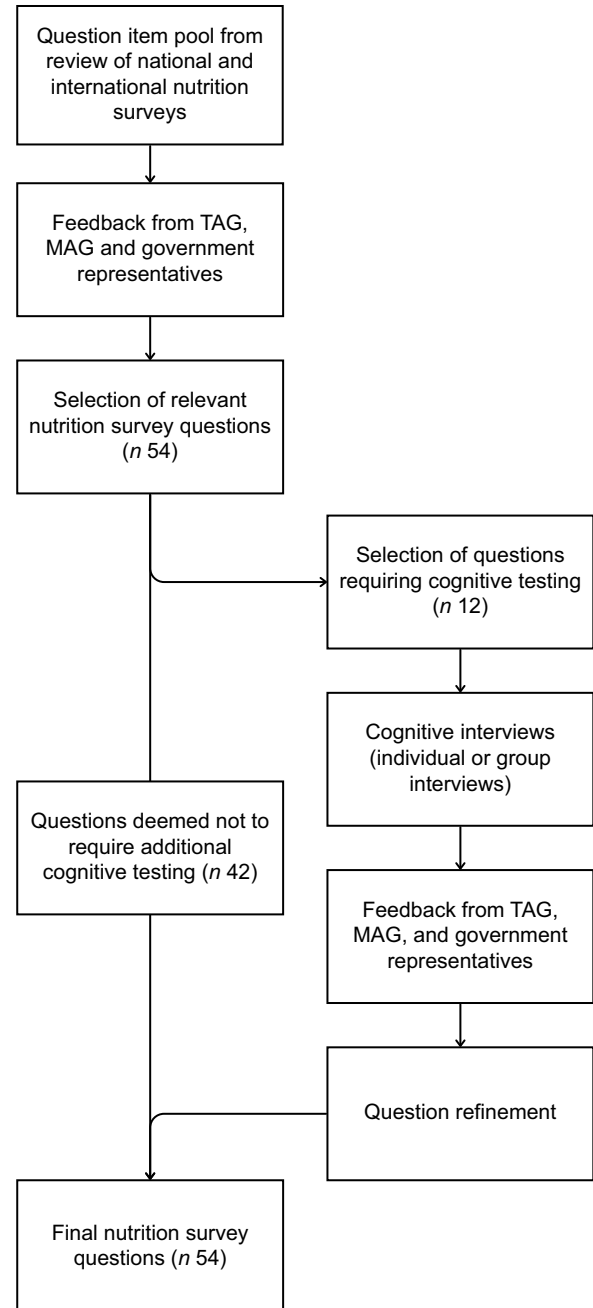 Question item pool from
review of national and
international nutrition
surveys
Feedback from TAG,
MAG and government
representatives
Selection of relevant
nutrition survey questions
(n 54)
Selection of questions
requiring cognitive testing
(n 12)
Cognitive interviews
(individual or group
interviews)
Questions deemed not to
require additional
cognitive testing (n 42)
Feedback from TAG,
MAG, and government
representatives
Question refinement
Final nutrition survey
questions (n 54)